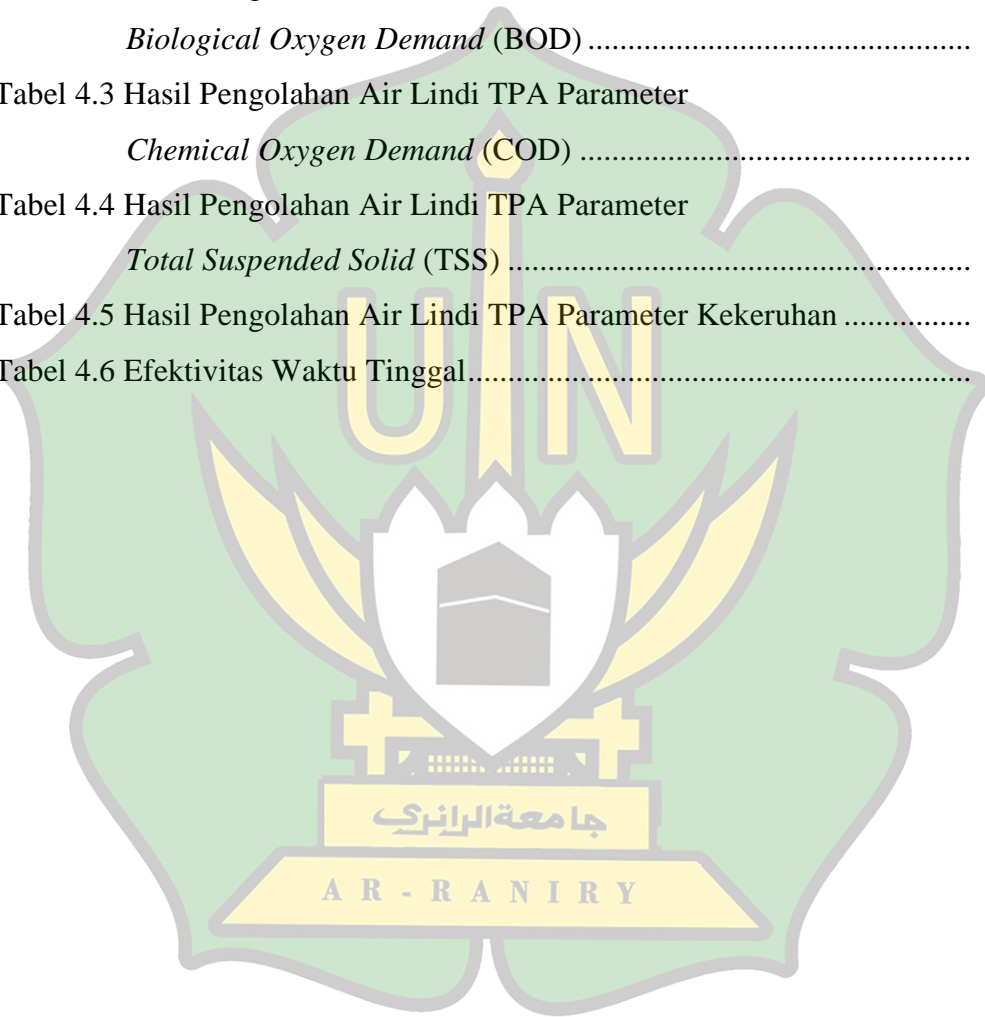 Biological Oxygen Demand (BOD) ................................................
Tabel 4.3 Hasil Pengolahan Air Lindi TPA Parameter
Chemical Oxygen Demand (COD) .................................................
Tabel 4.4 Hasil Pengolahan Air Lindi TPA Parameter
Total Suspended Solid (TSS) ..........................................................
Tabel 4.5 Hasil Pengolahan Air Lindi TPA Parameter Kekeruhan ................
Tabel 4.6 Efektivitas Waktu Tinggal...............................................................
UIN
جامعةالرانري
AR-RANIRY